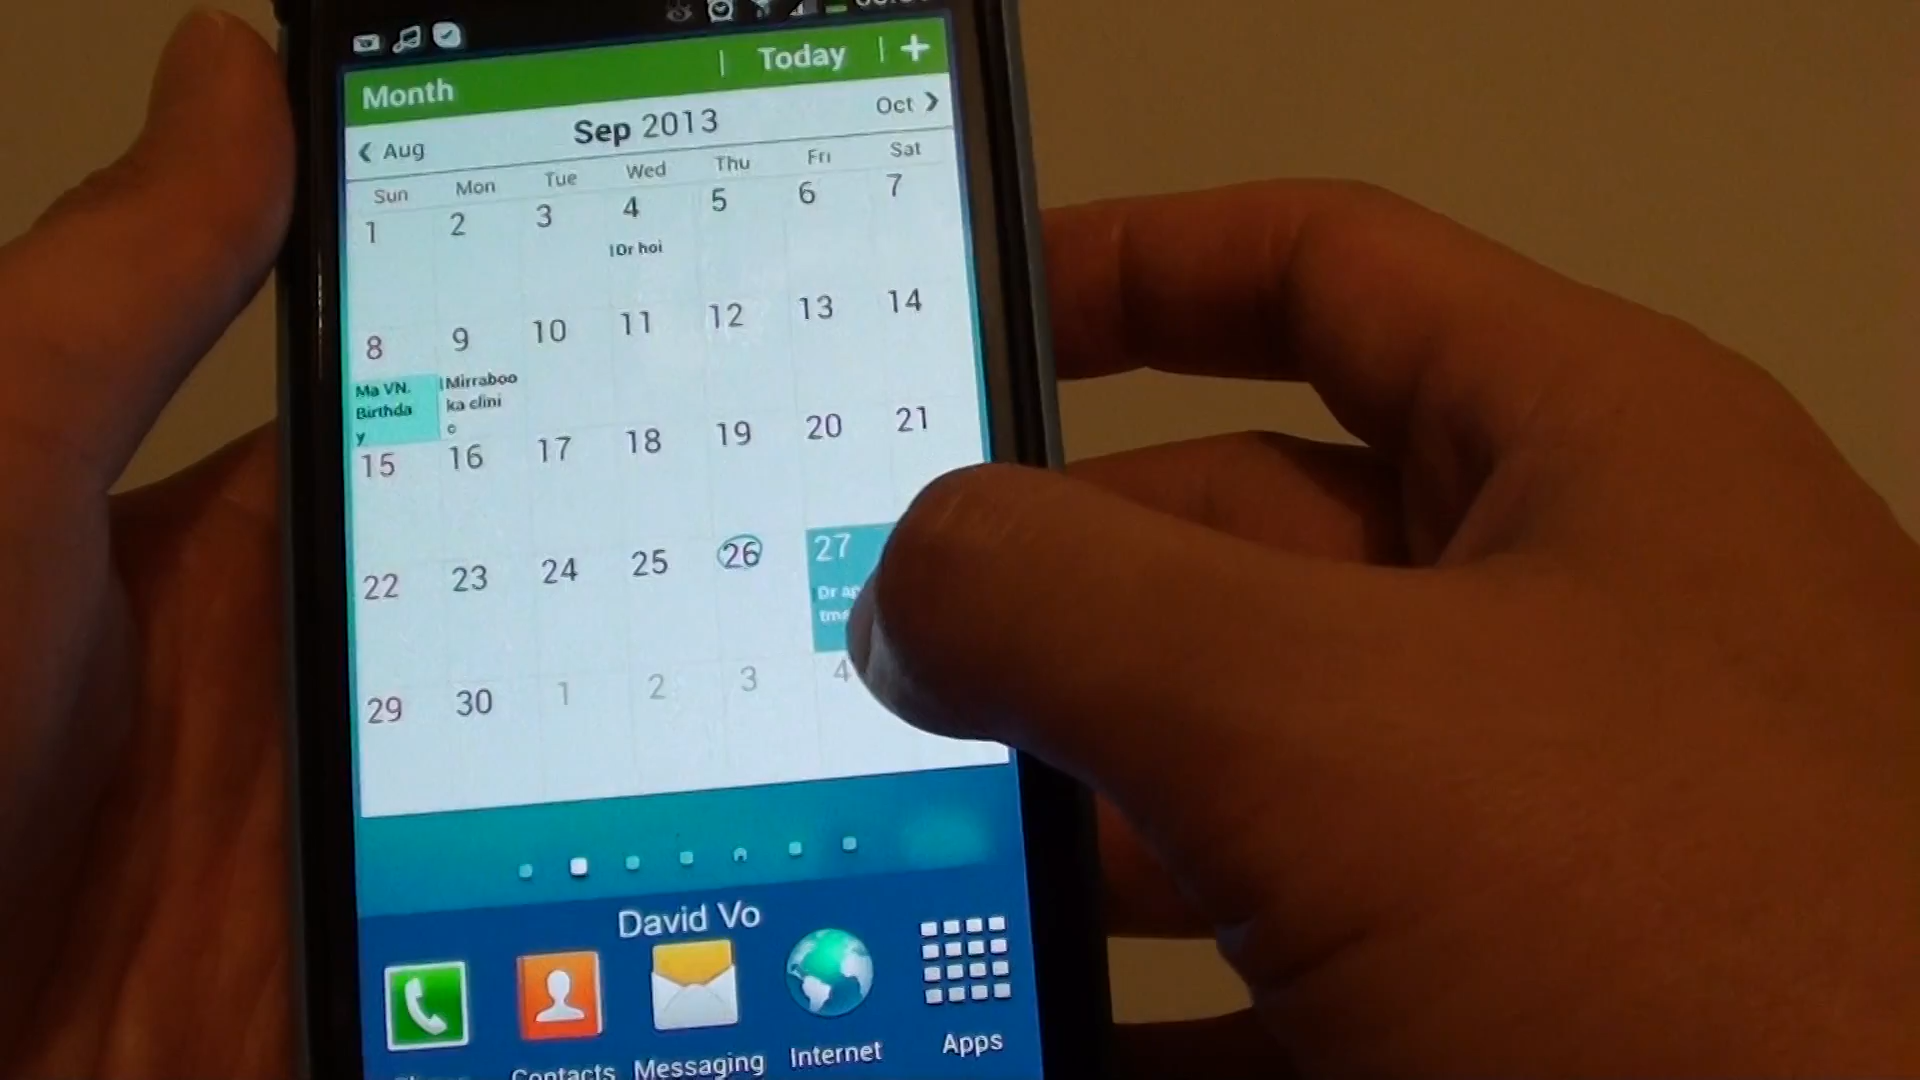 Month | Today | +
< Aug Sep 2013 Oct >
Sun Mon Tue Wed Thu Fri Sat
1 2 3 4 5 6 7
Dr hoi
8 9 10 11 12 13 14
Ma VN. Mirraboo
Birthda ka clini
y c
15 16 17 18 19 20 21
22 23 24 25 26 27
Dr
29 30 1 2 3 4
David Vo
Contacts Messaging Internet Apps